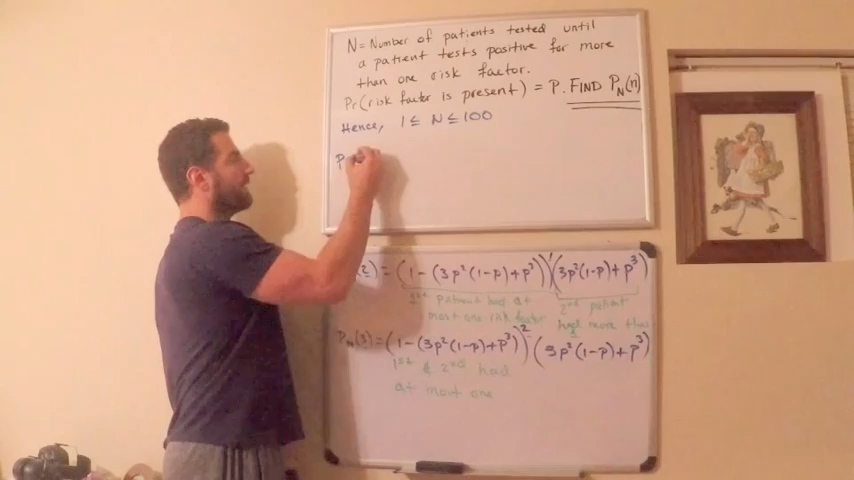 N = Number of patients tested until
a patient tests positive for more
than one risk factor.
Pr(risk factor is present) = P. FIND P_N(n)
Hence, 1 ≤ N ≤ 100
P
(2) = (1 - (3p²(1-p)+p³))¹(3p²(1-p)+p³)
1st patient had at
most one risk factor
2nd patient
had more than
P_N(3) = (1 - (3p²(1-p)+p³))² (3p²(1-p)+p³)
1st & 2nd had
at most one